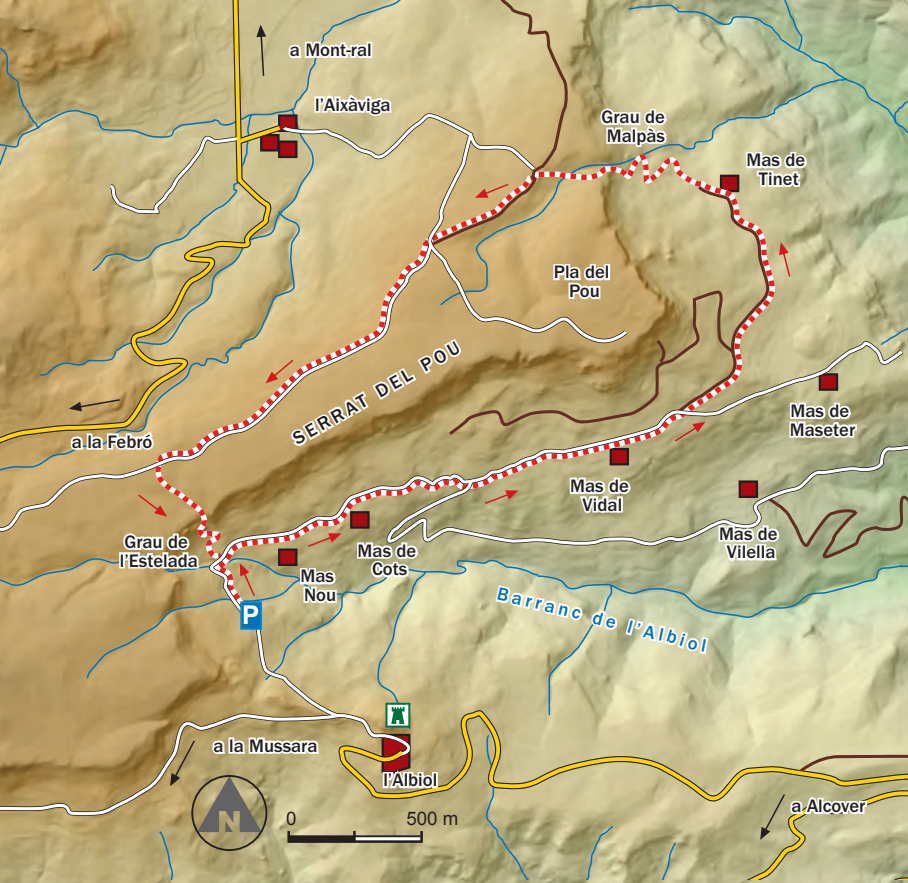 a Mont-ral
l'Aixàviga
Grau de
Malpàs
Mas de
Tinet
Pla del
Pou
SERRAT DEL POU
a la Febró
Mas de
Maseter
Mas de
Vidal
Mas de
Vilella
Grau de
l'Estelada
Mas de
Cots
Mas
Nou
P
Barranc de l'Albiol
a la Mussara
l'Albiol
a Alcover
N
0 500 m